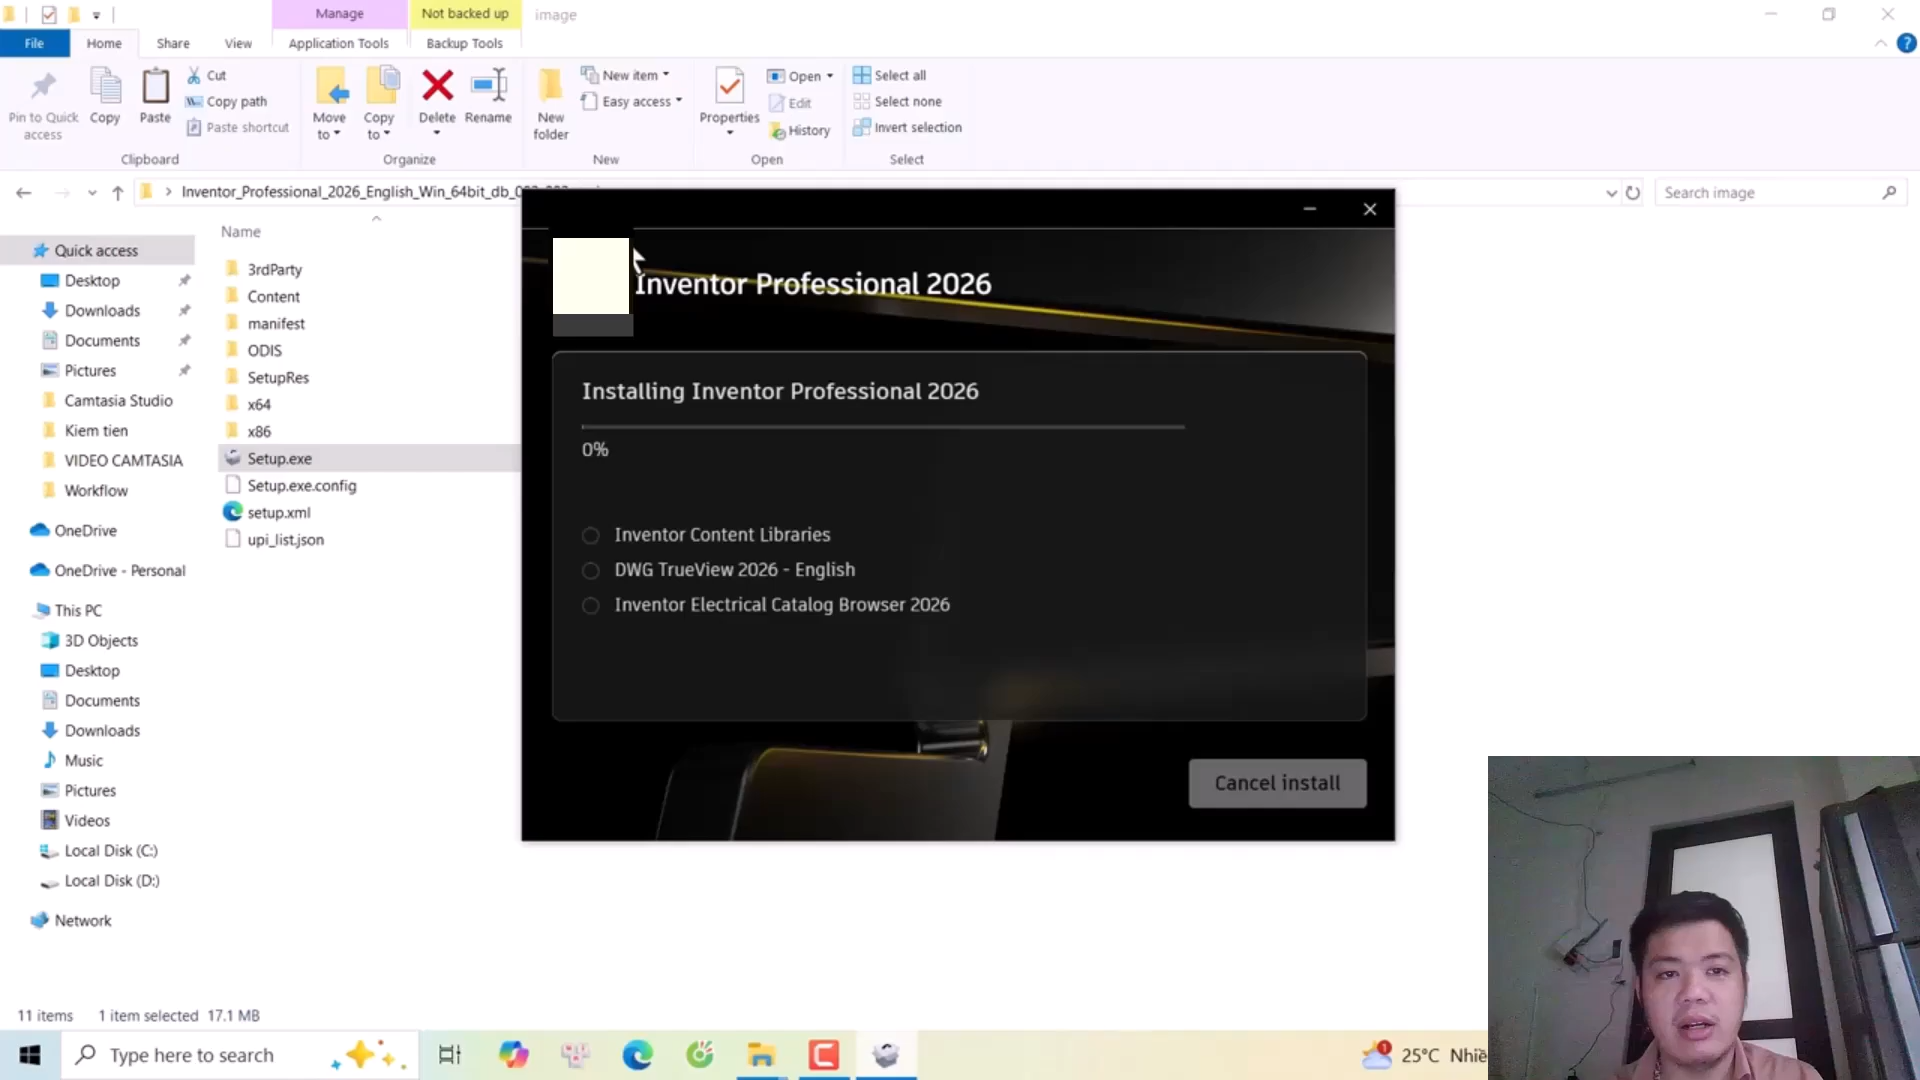 Manage
Not backed up
image
File
Home
Share
View
Application Tools
Backup Tools
Pin to Quick access
Copy
Paste
Cut
Copy path
Paste shortcut
Clipboard
Move to
Copy to
Delete
Rename
Organize
New folder
New item
Easy access
New
Properties
Open
Edit
History
Open
Select all
Select none
Invert selection
Select
Inventor_Professional_2026_English_Win_64bit_db_
Search image
Name
Quick access
Desktop
Downloads
Documents
Pictures
Camtasia Studio
Kiem tien
VIDEO CAMTASIA
Workflow
OneDrive
OneDrive - Personal
This PC
3D Objects
Desktop
Documents
Downloads
Music
Pictures
Videos
Local Disk (C:)
Local Disk (D:)
Network
3rdParty
Content
manifest
ODIS
SetupRes
x64
x86
Setup.exe
Setup.exe.config
setup.xml
upi_list.json
Inventor Professional 2026
Installing Inventor Professional 2026
0%
Inventor Content Libraries
DWG TrueView 2026 - English
Inventor Electrical Catalog Browser 2026
Cancel install
11 items
1 item selected 17.1 MB
Type here to search
1
25°C Nhiề